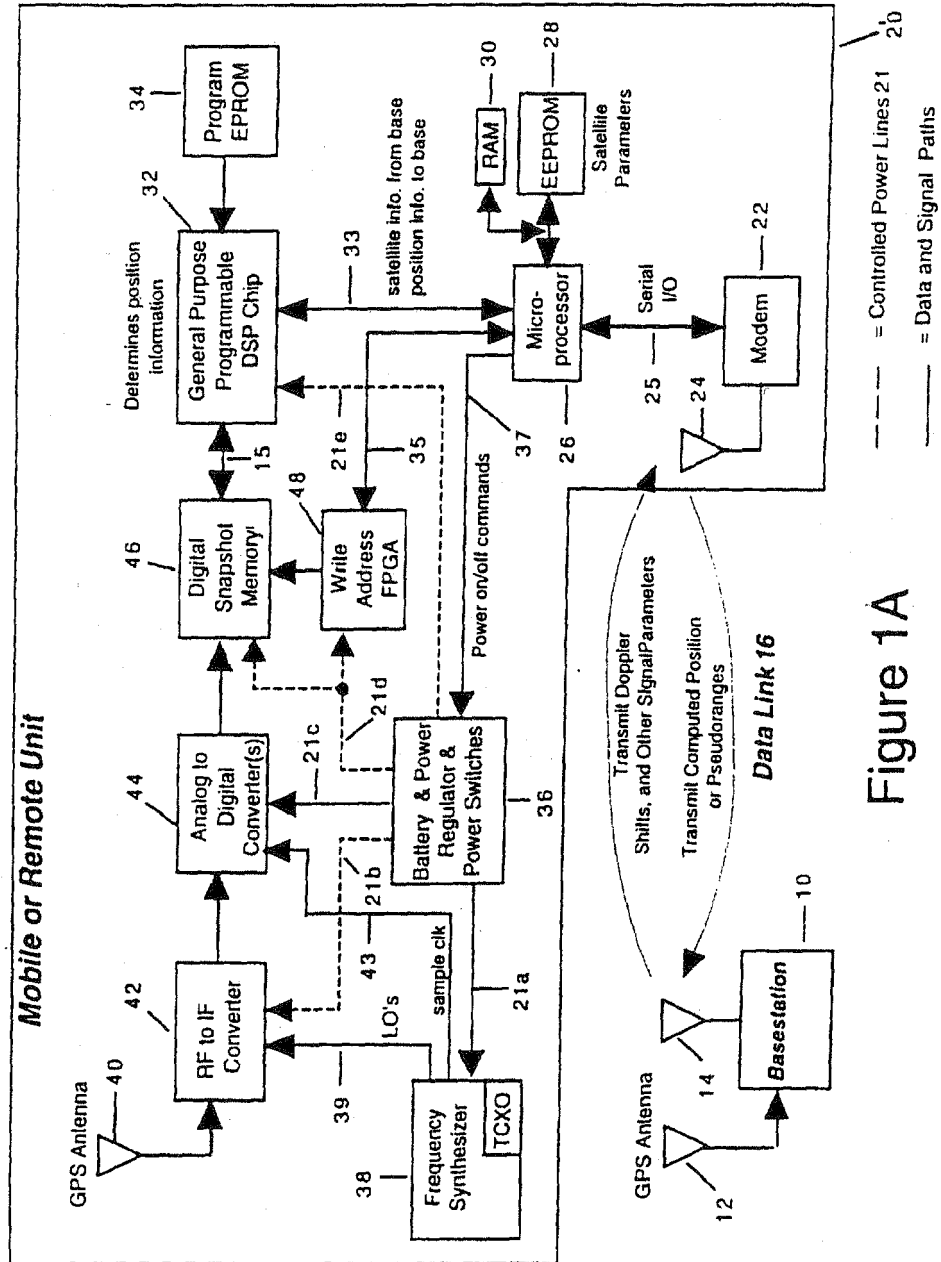 Mobile or Remote Unit
GPS Antenna
40
42
RF to IF
Converter
44
Analog to
Digital
Converter(s)
46
Digital
Snapshot
Memory
15
Determines position
information
32
General Purpose
Programmable
DSP Chip
34
Program
EPROM
39
LO's
43
sample clk
21b
21c
21d
48
Write
Address
FPGA
21e
35
33
satellite info. from base
position info. to base
38
Frequency
Synthesizer
TCXO
21a
Battery & Power
Regulator &
Power Switches
36
Power on/off commands
37
Micro-
processor
26
RAM
30
EEPROM
28
Satellite
Parameters
25
Serial
I/O
24
Modem
22
20'
GPS Antenna
12
14
Basestation
10
Transmit Doppler
Shifts, and Other SignalParameters
Transmit Computed Position
or Pseudoranges
Data Link 16
= Controlled Power Lines 21
= Data and Signal Paths
Figure 1A